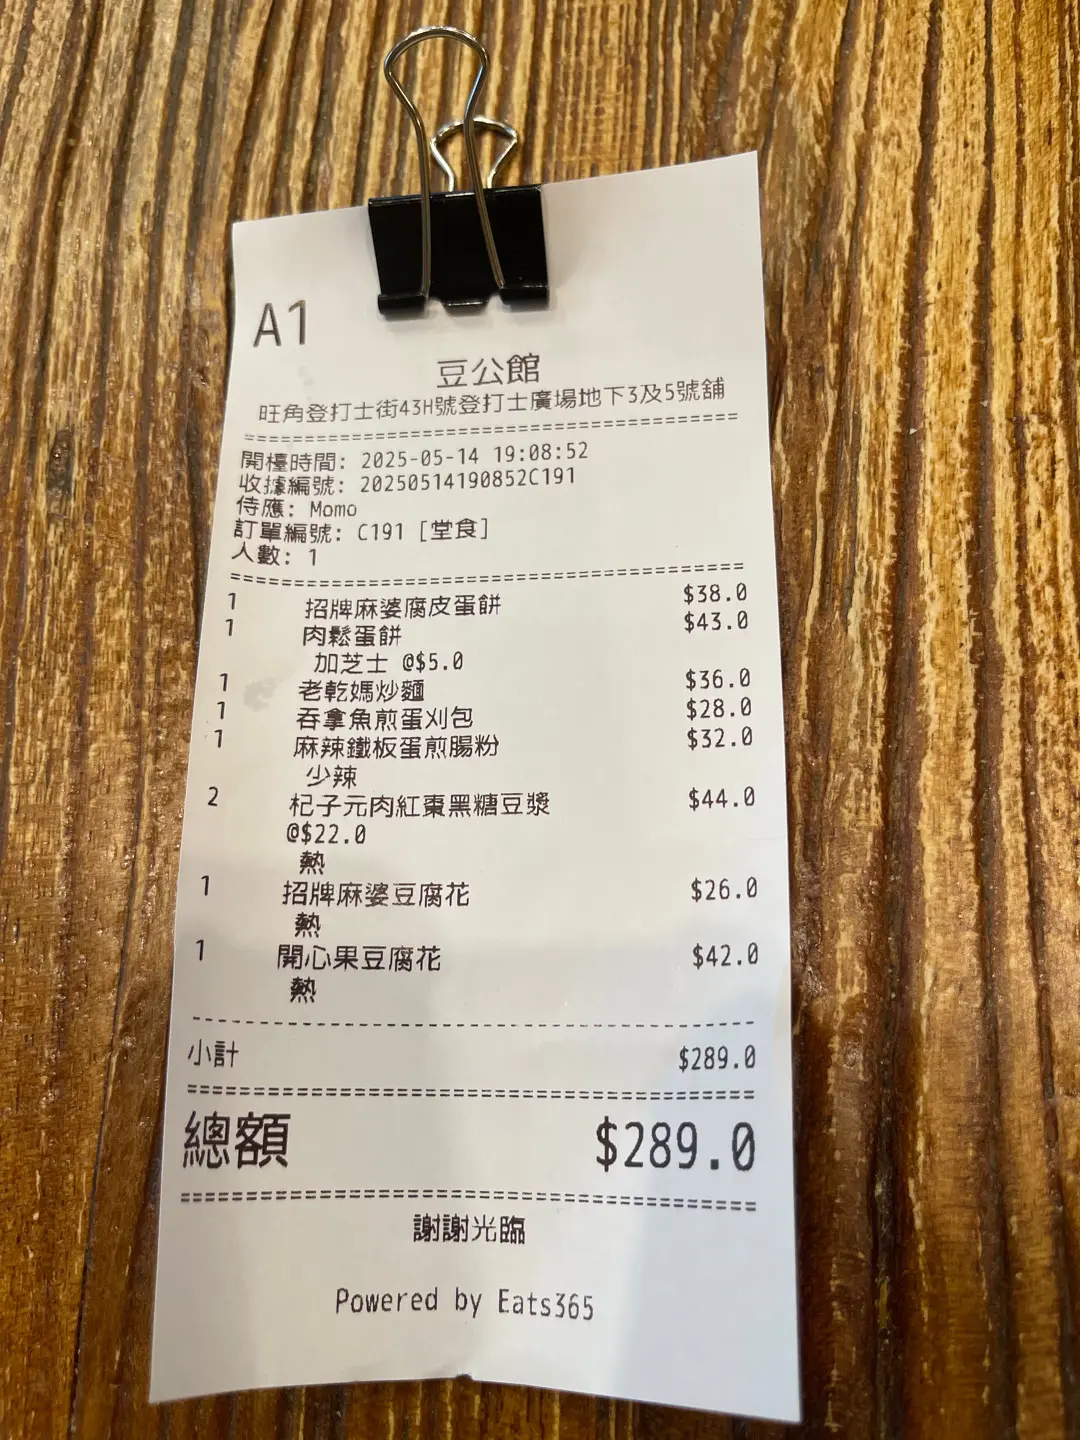 A1
豆公館
旺角登打士街43H號登打士廣場地下3及5號舖
開檯時間: 2025-05-14 19:08:52
收據編號: 20250514190852C191
侍應: Momo
訂單編號: C191 [堂食]
人數: 1
1 招牌麻婆腐皮蛋餅 $38.0
1 肉鬆蛋餅 $43.0
加芝士 @$5.0
1 老乾媽炒麵 $36.0
1 吞拿魚煎蛋刈包 $28.0
1 麻辣鐵板蛋煎腸粉 $32.0
少辣
2 杞子元肉紅棗黑糖豆漿 $44.0
@$22.0
熱
1 招牌麻婆豆腐花 $26.0
熱
1 開心果豆腐花 $42.0
熱
小計 $289.0
總額 $289.0
謝謝光臨
Powered by Eats365